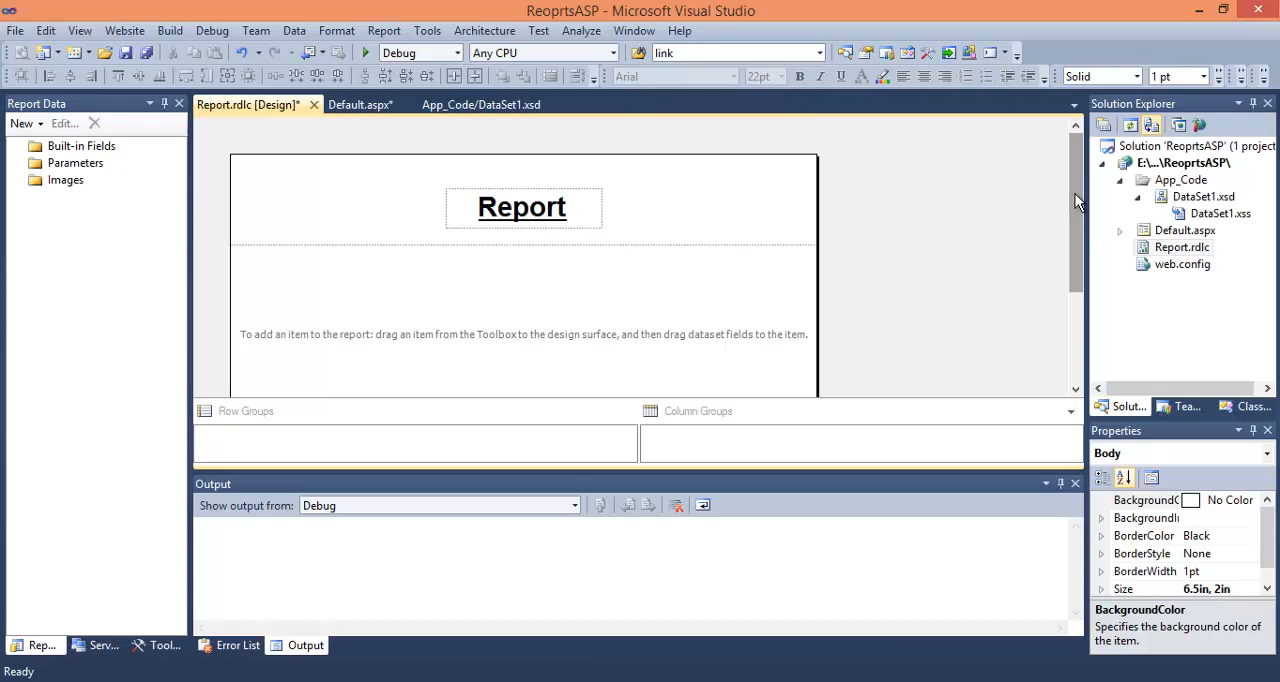 ReoprtsASP - Microsoft Visual Studio
File Edit View Website Build Debug Team Data Format Report Tools Architecture Test Analyze Window Help
Debug Any CPU link
Arial 22pt B I U A Solid 1 pt
Report Data
New Edit...
Built-in Fields
Parameters
Images
Report.rdlc [Design]* Default.aspx* App_Code/DataSet1.xsd
Report
To add an item to the report: drag an item from the Toolbox to the design surface, and then drag dataset fields to the item.
Row Groups Column Groups
Output
Show output from: Debug
Solution Explorer
Solution 'ReoprtsASP' (1 project
E:\...\ReoprtsASP\
App_Code
DataSet1.xsd
DataSet1.xss
Default.aspx
Report.rdlc
web.config
Solut... Tea... Class...
Properties
Body
BackgroundC No Color
BackgroundIı
BorderColor Black
BorderStyle None
BorderWidth 1pt
Size 6.5in, 2in
BackgroundColor
Specifies the background color of
the item.
Rep... Serv... Tool... Error List Output
Ready